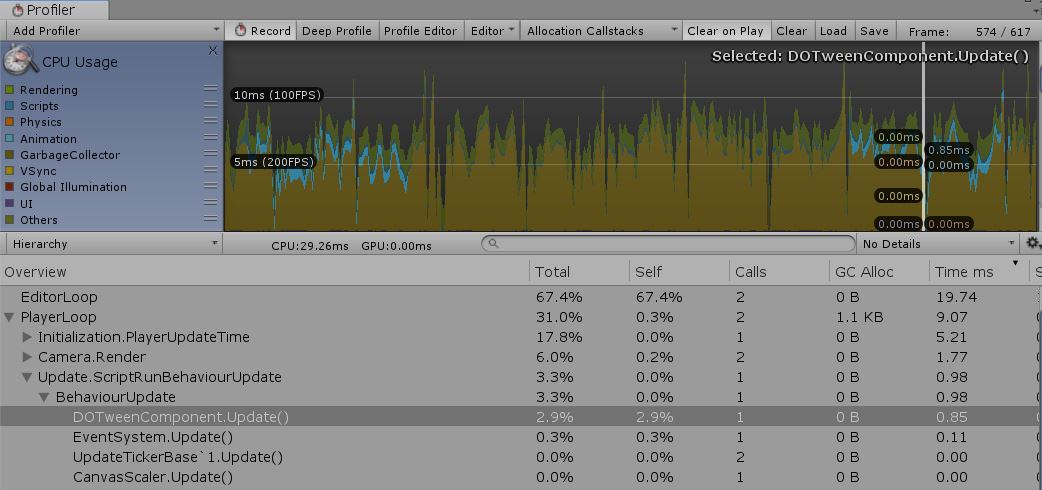 Profiler
Add Profiler Record Deep Profile Profiler Editor Editor Allocation Callstacks Clear on Play Clear Load Save Frame: 574 / 617
CPU Usage X
Selected: DOTweenComponent.Update()
Rendering
Scripts
Physics
Animation
GarbageCollector
VSync
Global Illumination
UI
Others
10ms (100FPS)
5ms (200FPS)
0.00ms
0.85ms
0.00ms 0.00ms
0.00ms
0.00ms 0.00ms
Hierarchy CPU:29.26ms GPU:0.00ms No Details
Overview Total Self Calls GC Alloc Time ms
EditorLoop 67.4% 67.4% 2 0 B 19.74
PlayerLoop 31.0% 0.3% 2 1.1 KB 9.07
Initialization.PlayerUpdateTime 17.8% 0.0% 1 0 B 5.21
Camera.Render 6.0% 0.2% 2 0 B 1.77
Update.ScriptRunBehaviourUpdate 3.3% 0.0% 1 0 B 0.98
BehaviourUpdate 3.3% 0.0% 1 0 B 0.98
DOTweenComponent.Update() 2.9% 2.9% 1 0 B 0.85
EventSystem.Update() 0.3% 0.3% 1 0 B 0.11
UpdateTickerBase`1.Update() 0.0% 0.0% 2 0 B 0.00
CanvasScaler.Update() 0.0% 0.0% 1 0 B 0.00